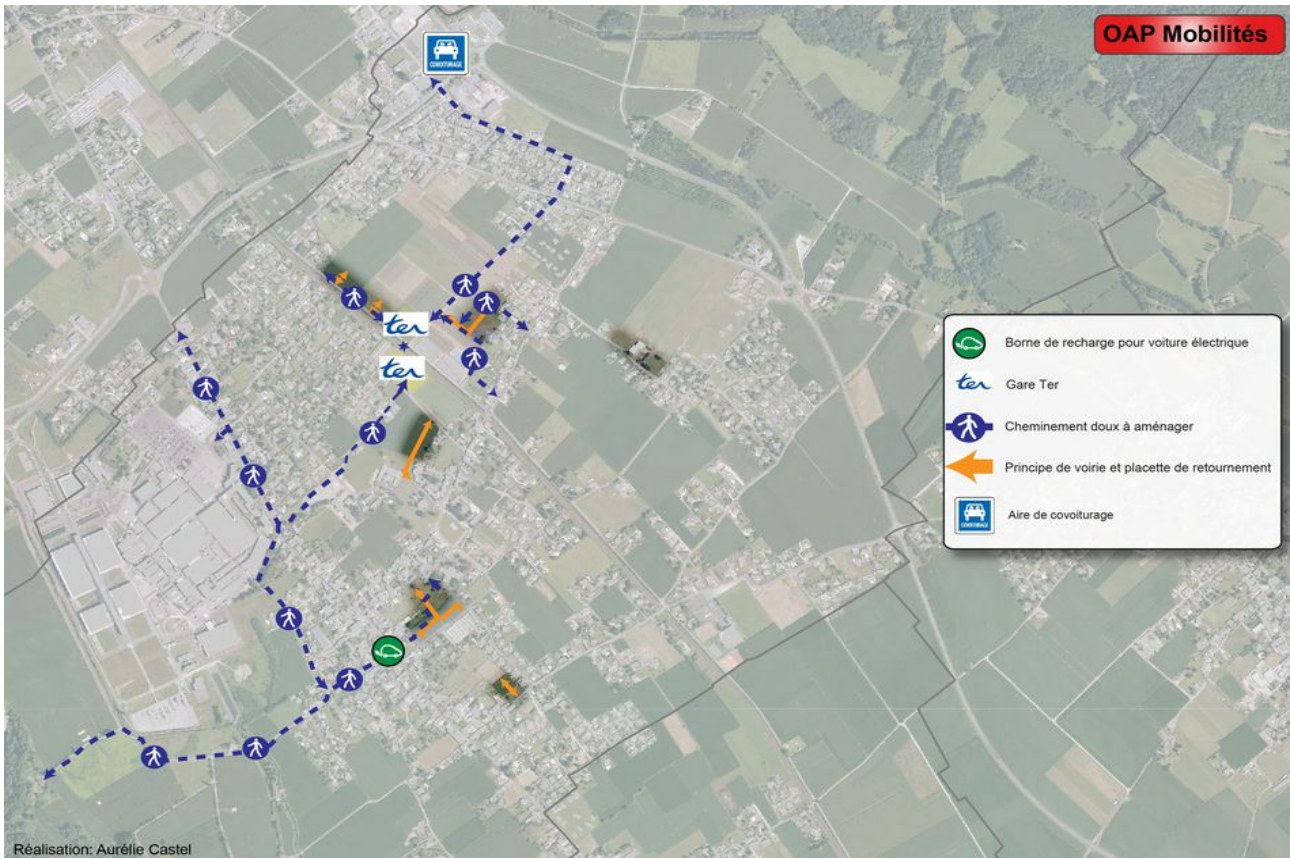 OAP Mobilités
COVOITURAGE
ter
ter
Borne de recharge pour voiture électrique
ter
Gare Ter
Cheminement doux à aménager
Principe de voirie et placette de retournement
COVOITURAGE
Aire de covoiturage
Réalisation: Aurélie Castel